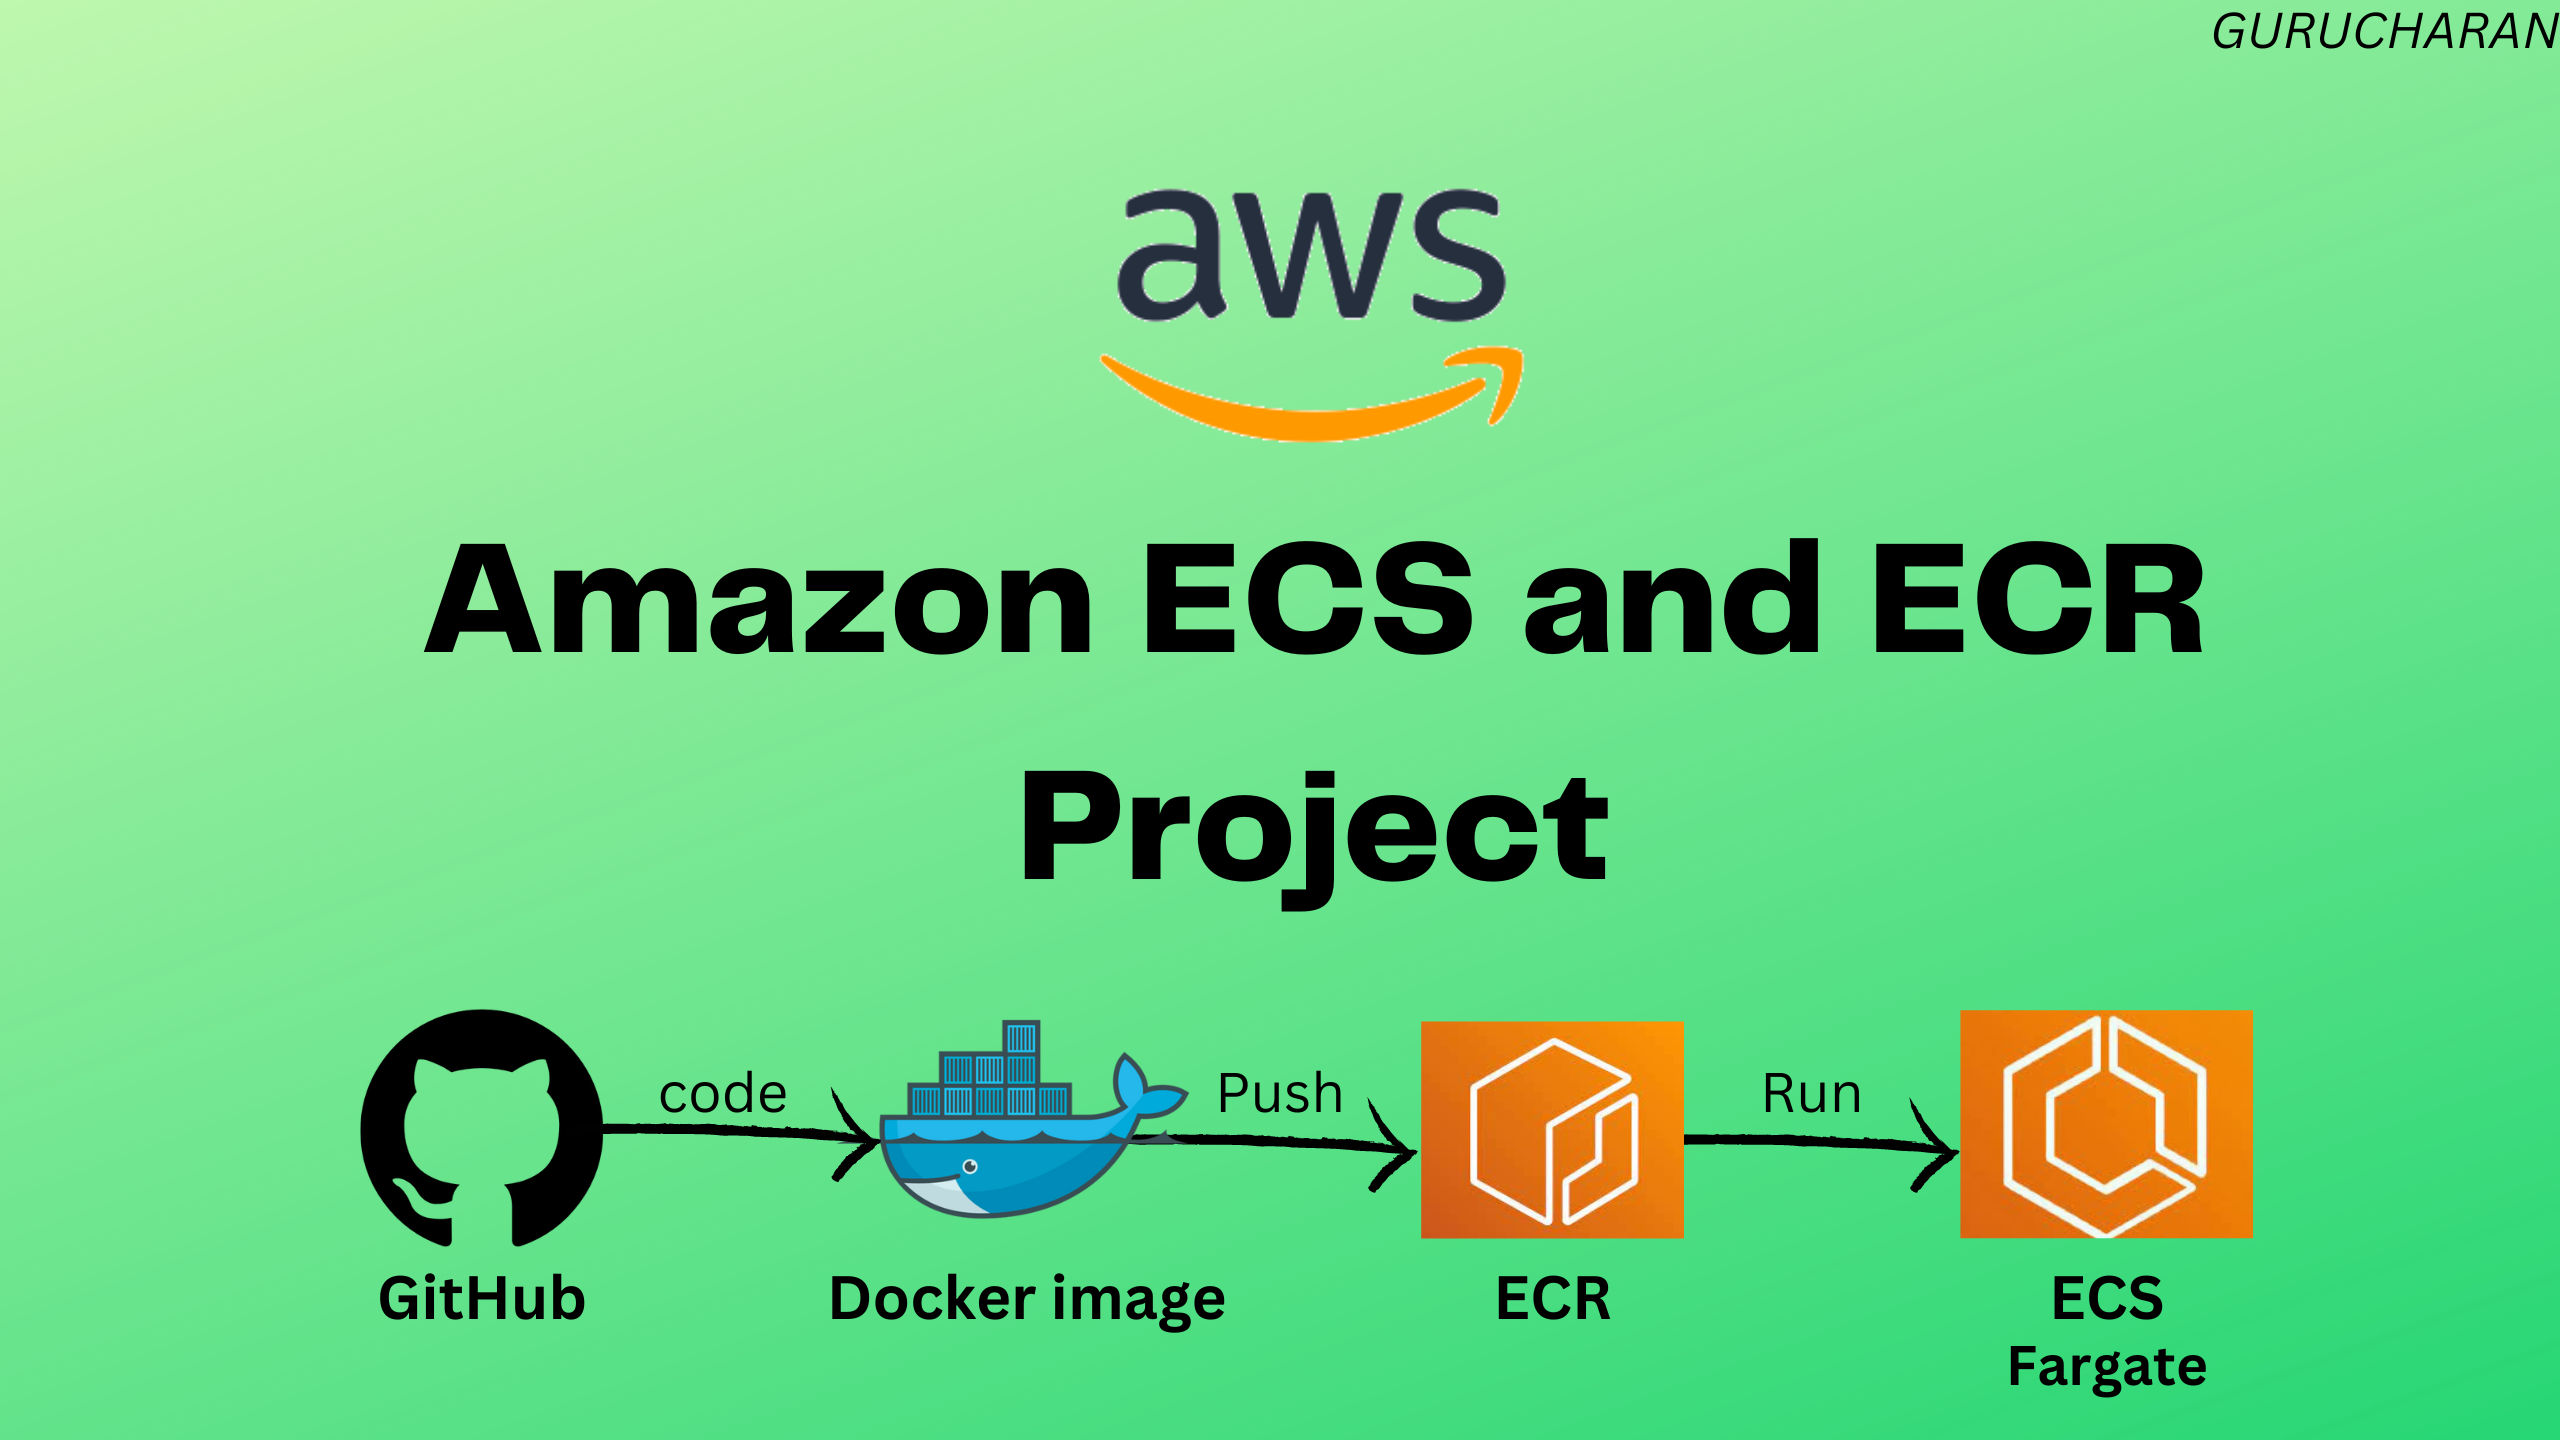 GURUCHARAN
aws
Amazon ECS and ECR
Project
code
Push
Run
GitHub
Docker image
ECR
ECS
Fargate